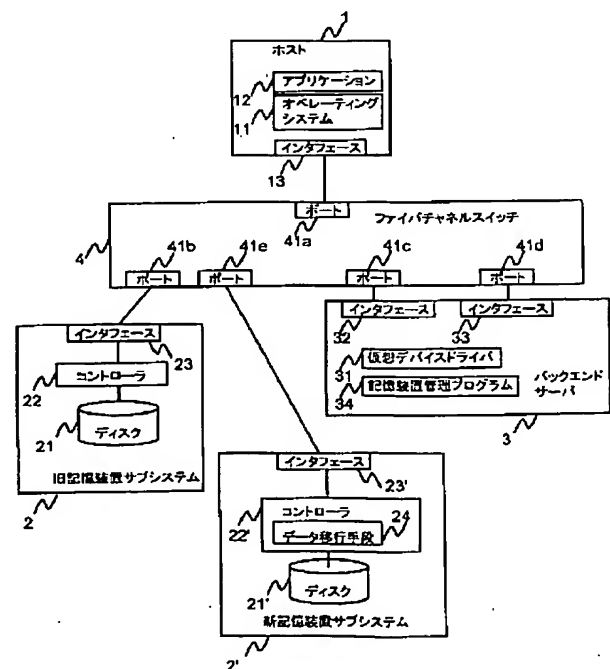 1
ホスト
12
アプリケーション
11
オペレーティング
システム
インタフェース
13
ポート
41a
ファイバチャネルスイッチ
4
41b
41e
41c
41d
ポート
ポート
ポート
ポート
インタフェース
23
22
コントローラ
21
ディスク
旧記憶装置サブシステム
2
インタフェース
インタフェース
32
33
31
仮想デバイスドライバ
34
記憶装置管理プログラム
バックエンド
サーバ
3
インタフェース
23'
コントローラ
24
22'
データ移行手段
21'
ディスク
新記憶装置サブシステム
2'